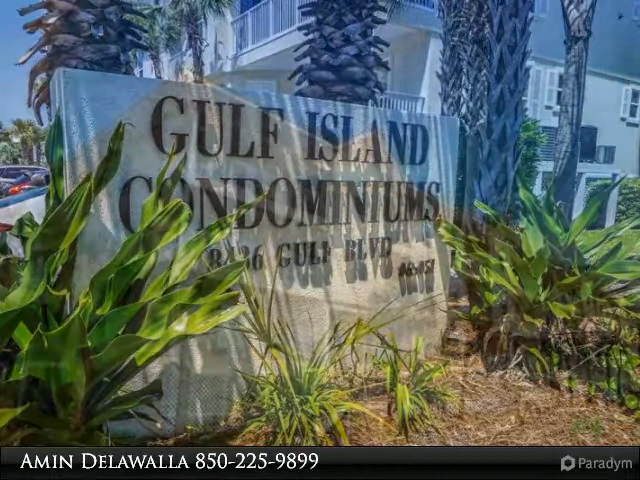 GULF ISLAND
CONDOMINIUMS
GULF BLVD
AMIN DELAWALLA 850-225-9899
Paradym